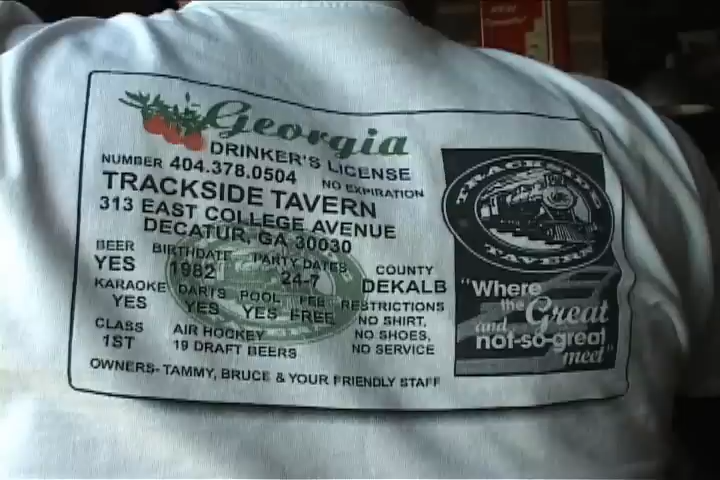 Georgia
DRINKER'S LICENSE
NUMBER 404.378.0504 NO EXPIRATION
TRACKSIDE TAVERN
313 EAST COLLEGE AVENUE
DECATUR, GA 30030
BEER BIRTHDATE PARTY DATES COUNTY
YES 1982 24-7 DEKALB
KARAOKE DARTS POOL FEE RESTRICTIONS
YES YES YES FREE NO SHIRT,
CLASS AIR HOCKEY NO SHOES,
1ST 19 DRAFT BEERS NO SERVICE
OWNERS- TAMMY, BRUCE & YOUR FRIENDLY STAFF
TRACKSIDE
TAVERN
"Where
the Great
and
not-so-great
meet"